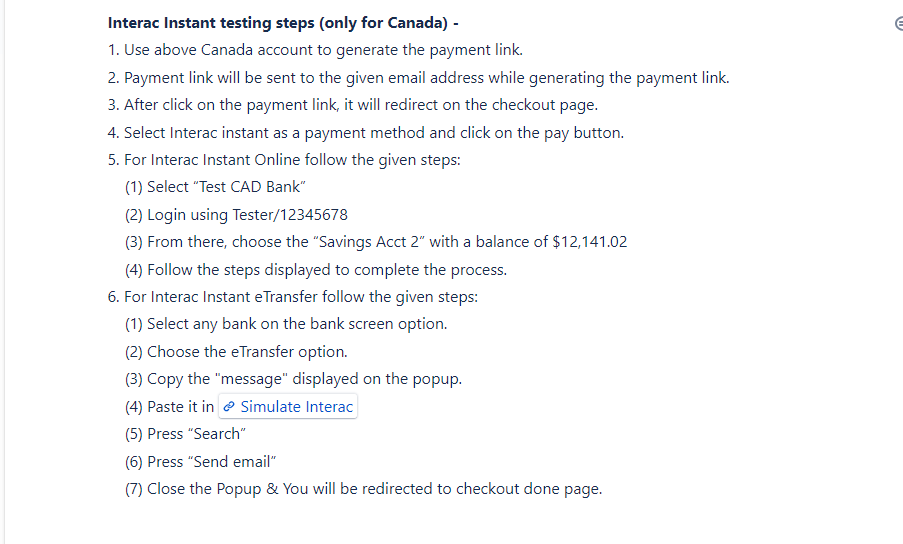 Interac Instant testing steps (only for Canada) -
1. Use above Canada account to generate the payment link.
2. Payment link will be sent to the given email address while generating the payment link.
3. After click on the payment link, it will redirect on the checkout page.
4. Select Interac instant as a payment method and click on the pay button.
5. For Interac Instant Online follow the given steps:
(1) Select “Test CAD Bank”
(2) Login using Tester/12345678
(3) From there, choose the “Savings Acct 2” with a balance of $12,141.02
(4) Follow the steps displayed to complete the process.
6. For Interac Instant eTransfer follow the given steps:
(1) Select any bank on the bank screen option.
(2) Choose the eTransfer option.
(3) Copy the "message" displayed on the popup.
(4) Paste it in Simulate Interac
(5) Press “Search”
(6) Press “Send email”
(7) Close the Popup & You will be redirected to checkout done page.